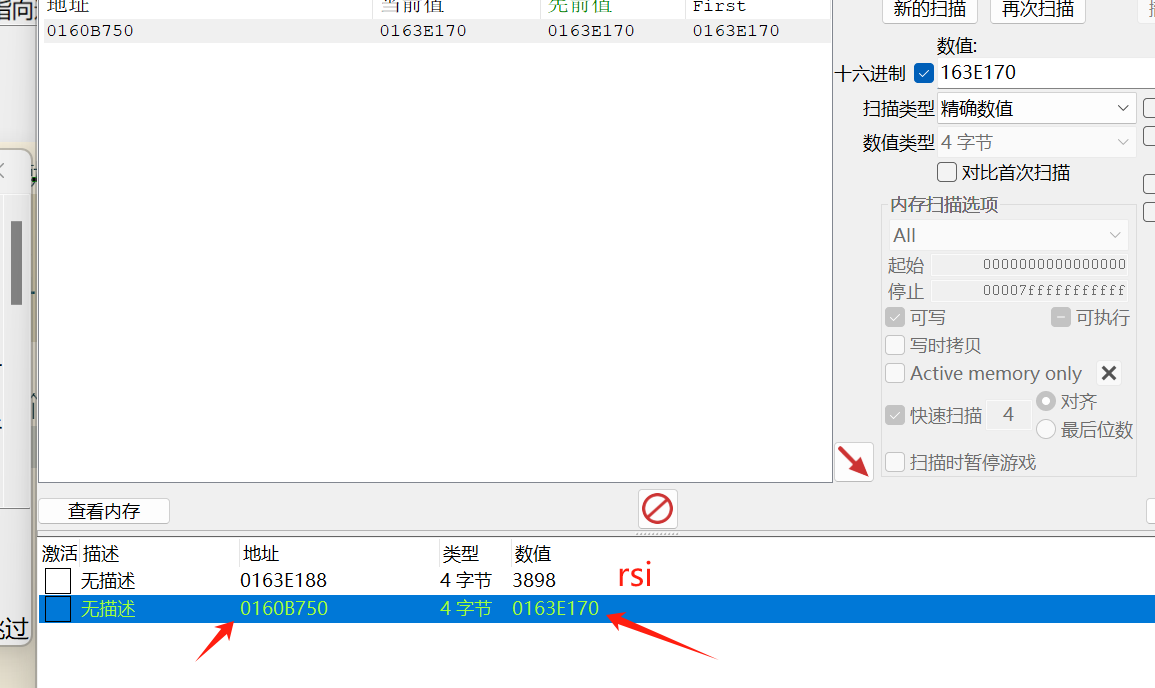 指向
地址 当前值 先前值 First
0160B750 0163E170 0163E170 0163E170
新的扫描 再次扫描
数值:
十六进制 163E170
扫描类型 精确数值
数值类型 4 字节
对比首次扫描
内存扫描选项
All
起始 0000000000000000
停止 00007fffffffffff
可写 可执行
写时拷贝
Active memory only
快速扫描 4 对齐
最后位数
扫描时暂停游戏
查看内存
激活 描述 地址 类型 数值
无描述 0163E188 4 字节 3898 rsi
无描述 0160B750 4 字节 0163E170
过